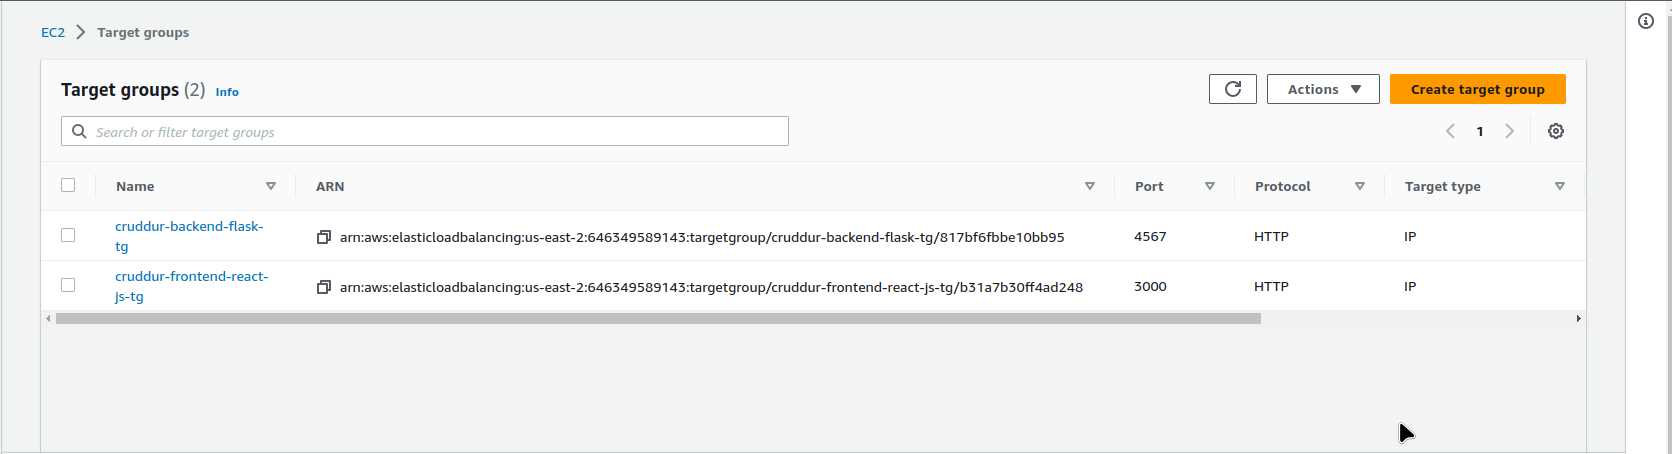 EC2 > Target groups
Target groups (2) Info
Actions
Create target group
Search or filter target groups
1
Name ARN Port Protocol Target type
cruddur-backend-flask-
tg
arn:aws:elasticloadbalancing:us-east-2:646349589143:targetgroup/cruddur-backend-flask-tg/817bf6fbbe10bb95 4567 HTTP IP
cruddur-frontend-react-
js-tg
arn:aws:elasticloadbalancing:us-east-2:646349589143:targetgroup/cruddur-frontend-react-js-tg/b31a7b30ff4ad248 3000 HTTP IP